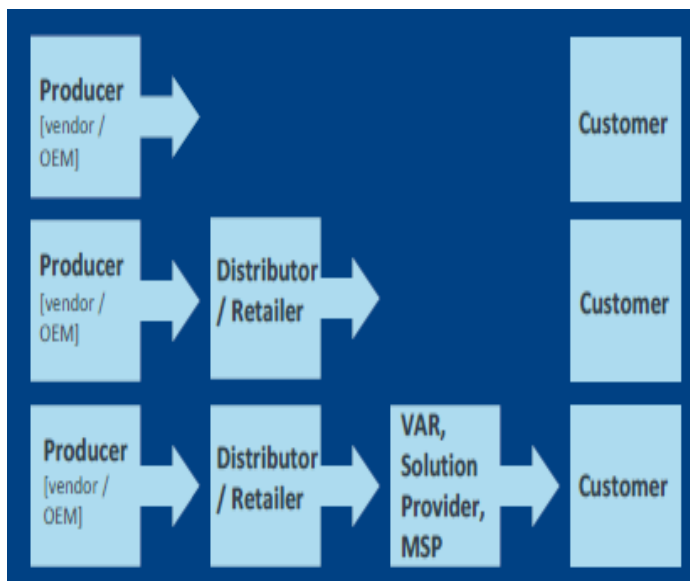 Producer
[vendor /
OEM]
Customer
Producer
[vendor /
OEM]
Distributor
/ Retailer
Customer
Producer
[vendor /
OEM]
Distributor
/ Retailer
VAR,
Solution
Provider,
MSP
Customer